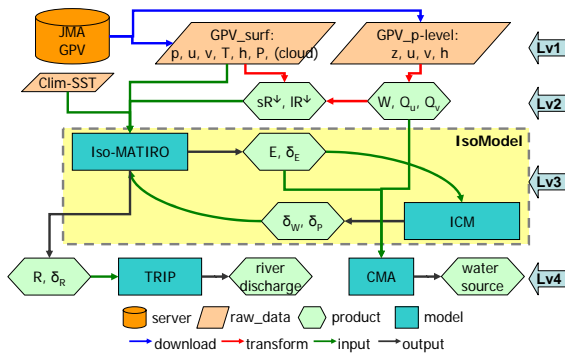 JMA
GPV
GPV_surf:
p, u, v, T, h, P, (cloud)
GPV_p-level:
z, u, v, h
Lv1
Clim-SST
sR↓, lR↓
W, Qu, Qv
Lv2
IsoModel
Iso-MATIRO
E, δE
Lv3
δW, δP
ICM
R, δR
TRIP
river
discharge
CMA
water
source
Lv4
server
raw_data
product
model
download
transform
input
output